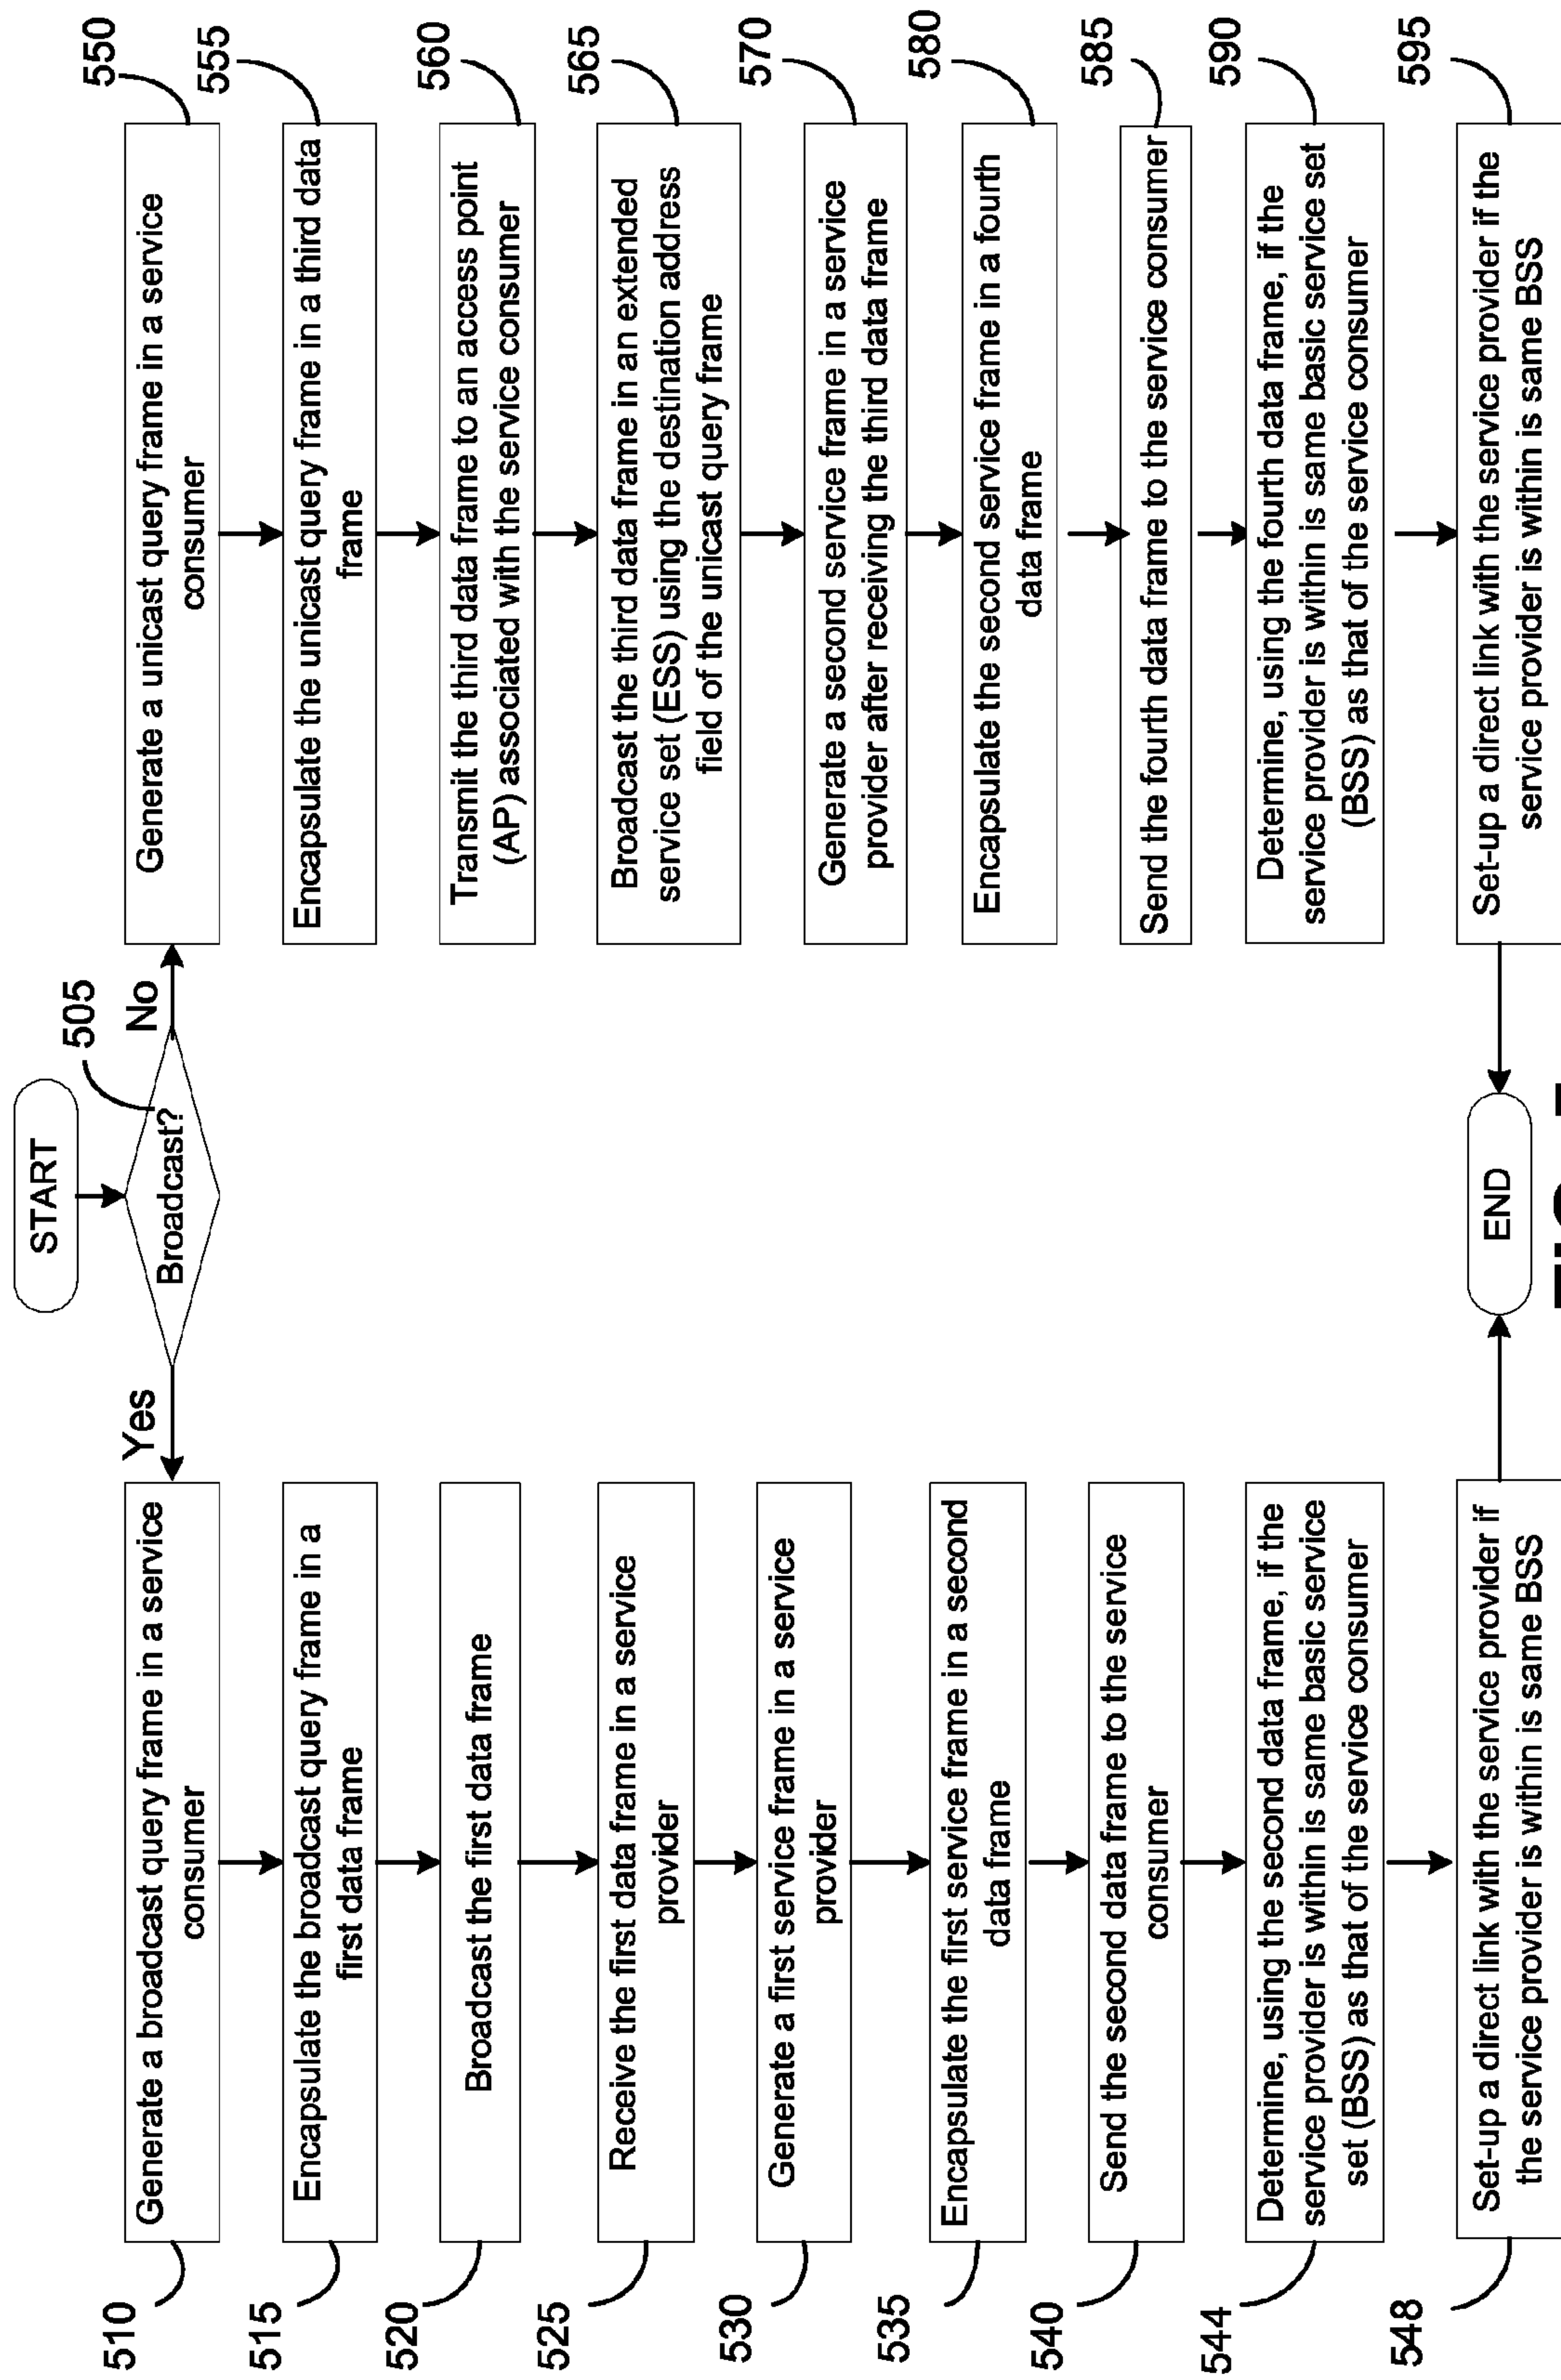 START
505
Broadcast?
Yes
No
510
Generate a broadcast query frame in a service
consumer
515
Encapsulate the broadcast query frame in a
first data frame
520
Broadcast the first data frame
525
Receive the first data frame in a service
provider
530
Generate a first service frame in a service
provider
535
Encapsulate the first service frame in a second
data frame
540
Send the second data frame to the service
consumer
544
Determine, using the second data frame, if the
service provider is within is same basic service
set (BSS) as that of the service consumer
548
Set-up a direct link with the service provider if
the service provider is within is same BSS
550
Generate a unicast query frame in a service
consumer
555
Encapsulate the unicast query frame in a third data
frame
560
Transmit the third data frame to an access point
(AP) associated with the service consumer
565
Broadcast the third data frame in an extended
service set (ESS) using the destination address
field of the unicast query frame
570
Generate a second service frame in a service
provider after receiving the third data frame
580
Encapsulate the second service frame in a fourth
data frame
585
Send the fourth data frame to the service consumer
590
Determine, using the fourth data frame, if the
service provider is within is same basic service set
(BSS) as that of the service consumer
595
Set-up a direct link with the service provider if the
service provider is within is same BSS
END